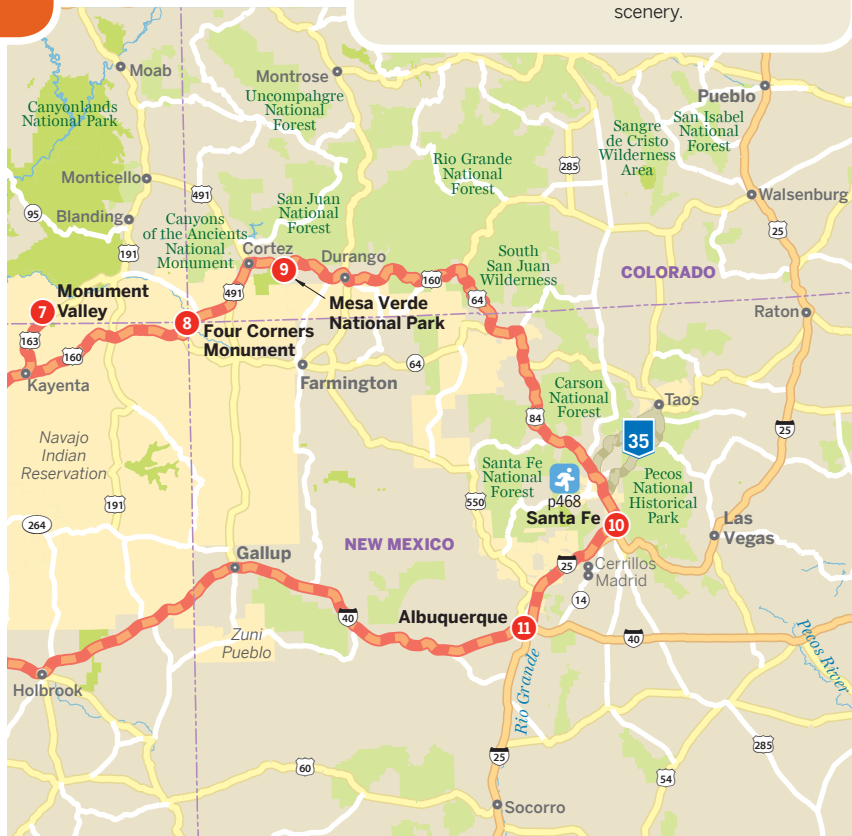 scenery.
Moab
Montrose
Uncompahgre
National
Forest
Canyonlands
National Park
Pueblo
San Isabel
National
Forest
Sangre
de Cristo
Wilderness
Area
Rio Grande
National
Forest
285
Monticello
491
95
Blanding
191
San Juan
National
Forest
Canyons
of the Ancients
National
Monument
Walsenburg
25
Cortez
9
Durango
160
South
San Juan
Wilderness
COLORADO
64
491
Mesa Verde
National Park
7
Monument
Valley
8
Four Corners
Monument
163
160
Kayenta
Raton
Farmington
64
Carson
National
Forest
Taos
84
35
25
Navajo
Indian
Reservation
191
264
Santa Fe
National
Forest
p468
550
Pecos
National
Historical
Park
Santa Fe
10
Las
Vegas
Gallup
NEW MEXICO
25
Cerrillos
Madrid
14
40
Albuquerque
11
40
Zuni
Pueblo
Holbrook
Rio Grande
Pecos River
25
60
285
54
Socorro